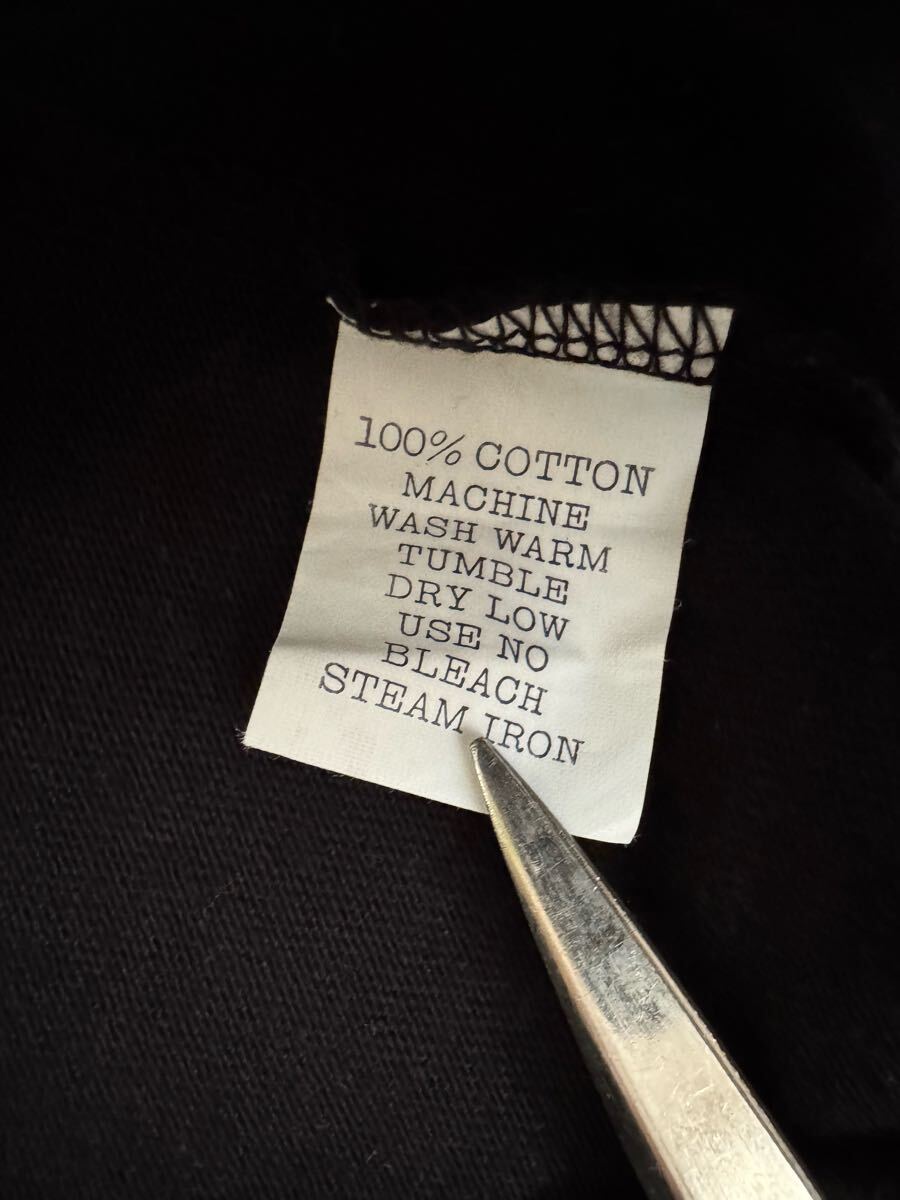 100% COTTON
MACHINE
WASH WARM
TUMBLE
DRY LOW
USE NO
BLEACH
STEAM IRON